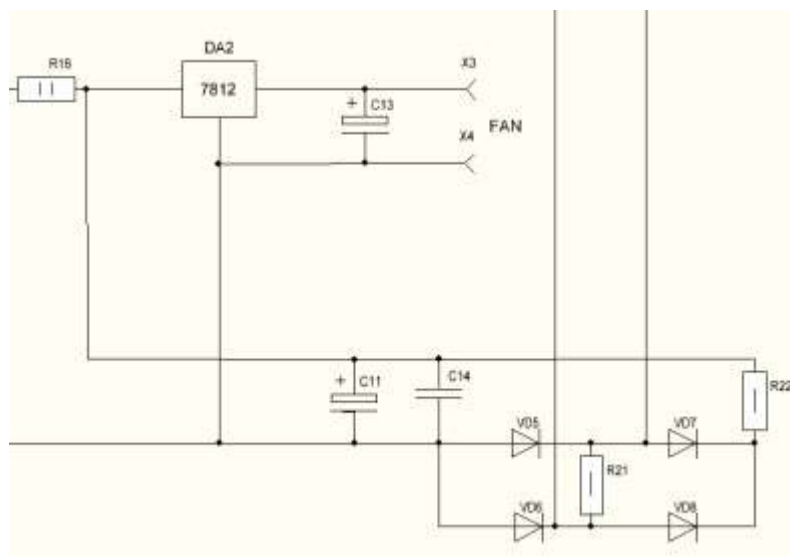 DA2
R16
7812
X3
+
C13
FAN
X4
+
C11
C14
R22
VD5
VD7
R21
VD6
VD8